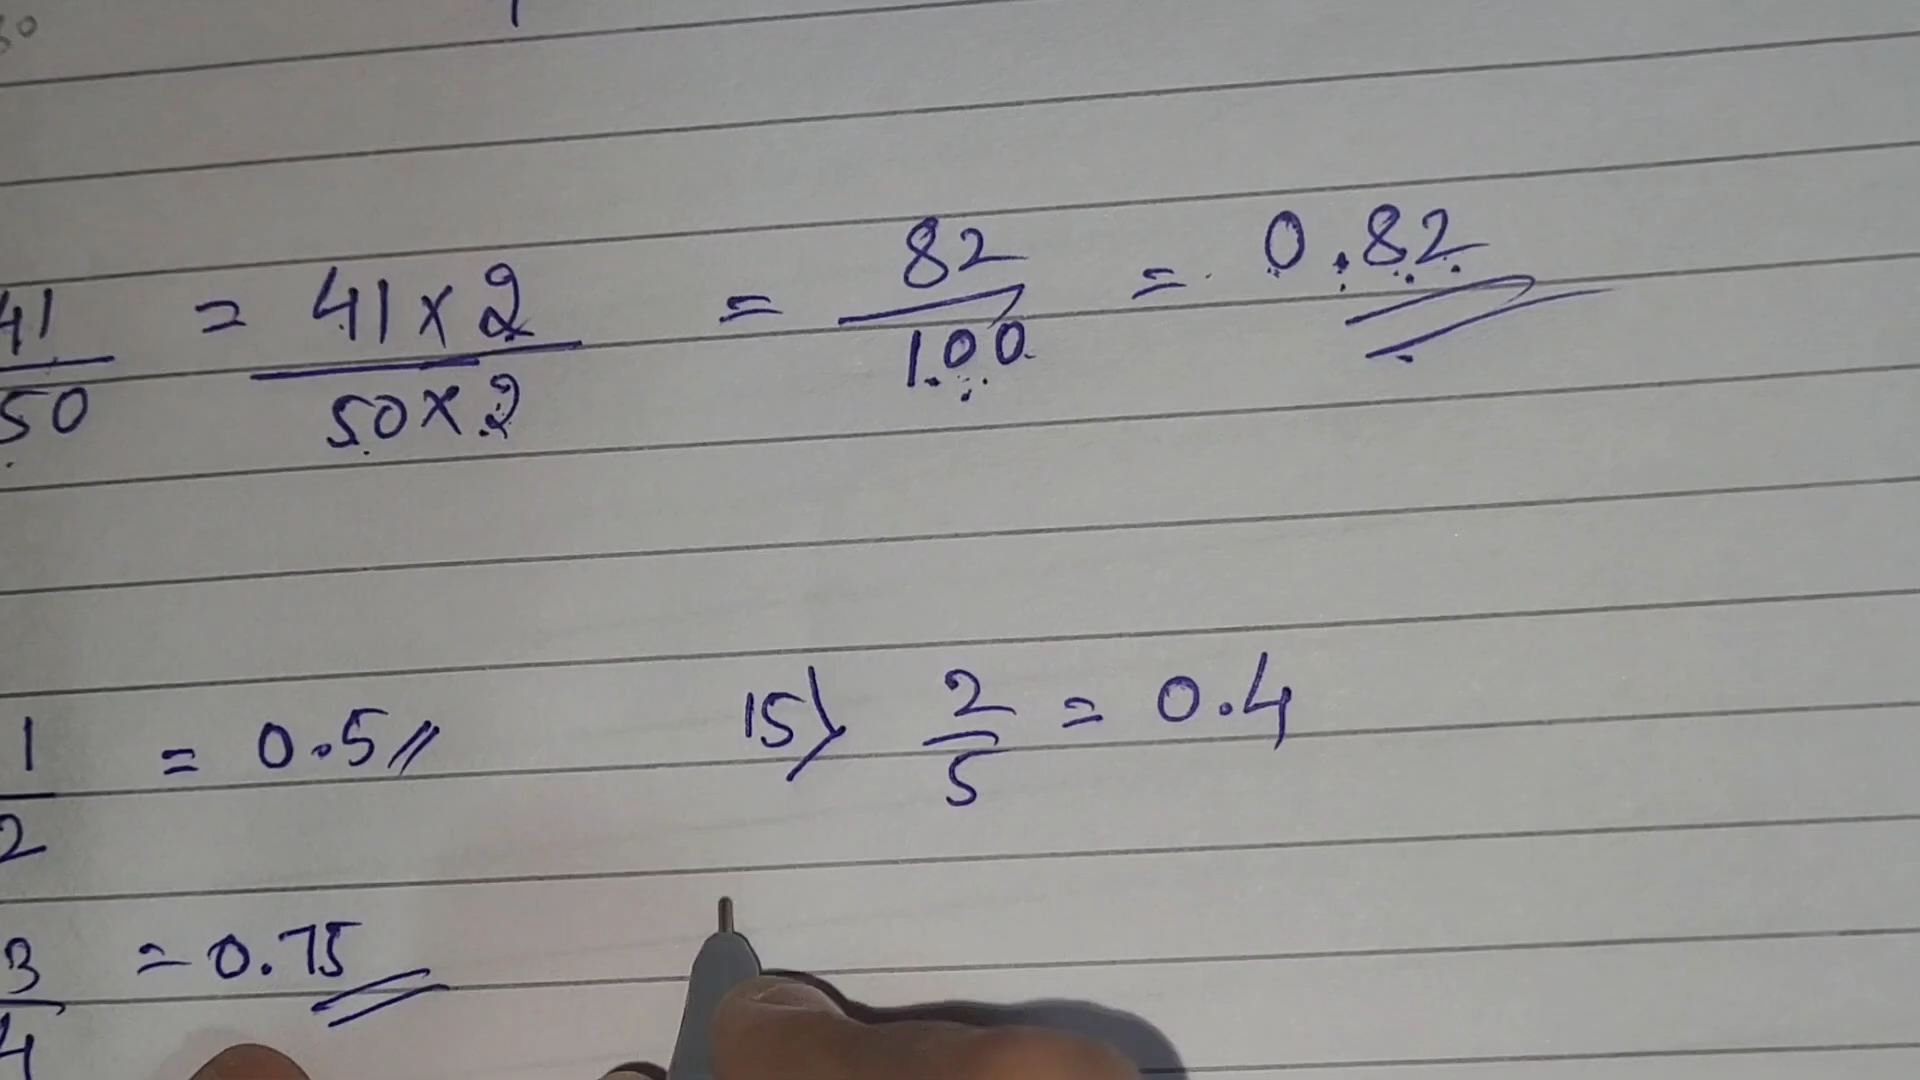 41/50 = 41×2/50×2 = 82/100 = 0.82
1/2 = 0.5 15) 2/5 = 0.4
3/4 = 0.75